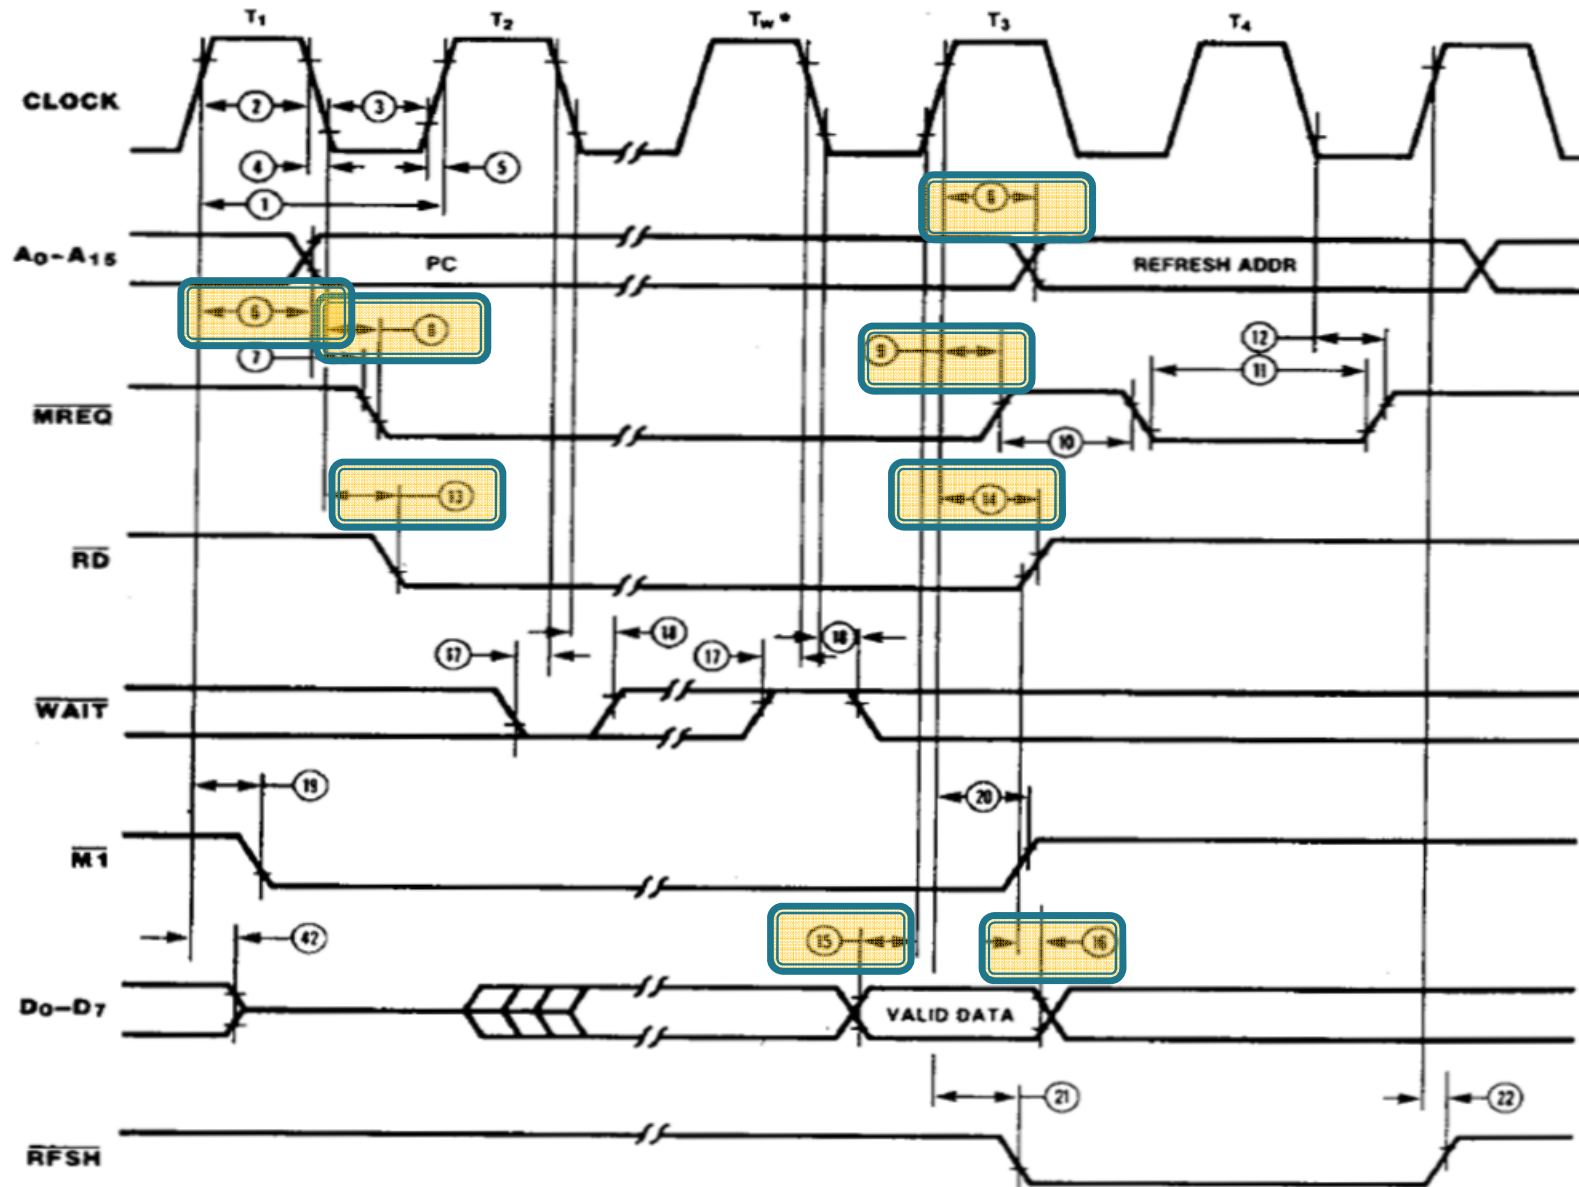 T1 T2 Tw* T3 T4
CLOCK
2 3
4 5
1
6
A0–A15 PC REFRESH ADDR
6 8
7 9 12
11
MREQ
10
13 14
RD
17 18 17 18
WAIT
19 20
M1
42 15 16
D0–D7 VALID DATA
21 22
RFSH